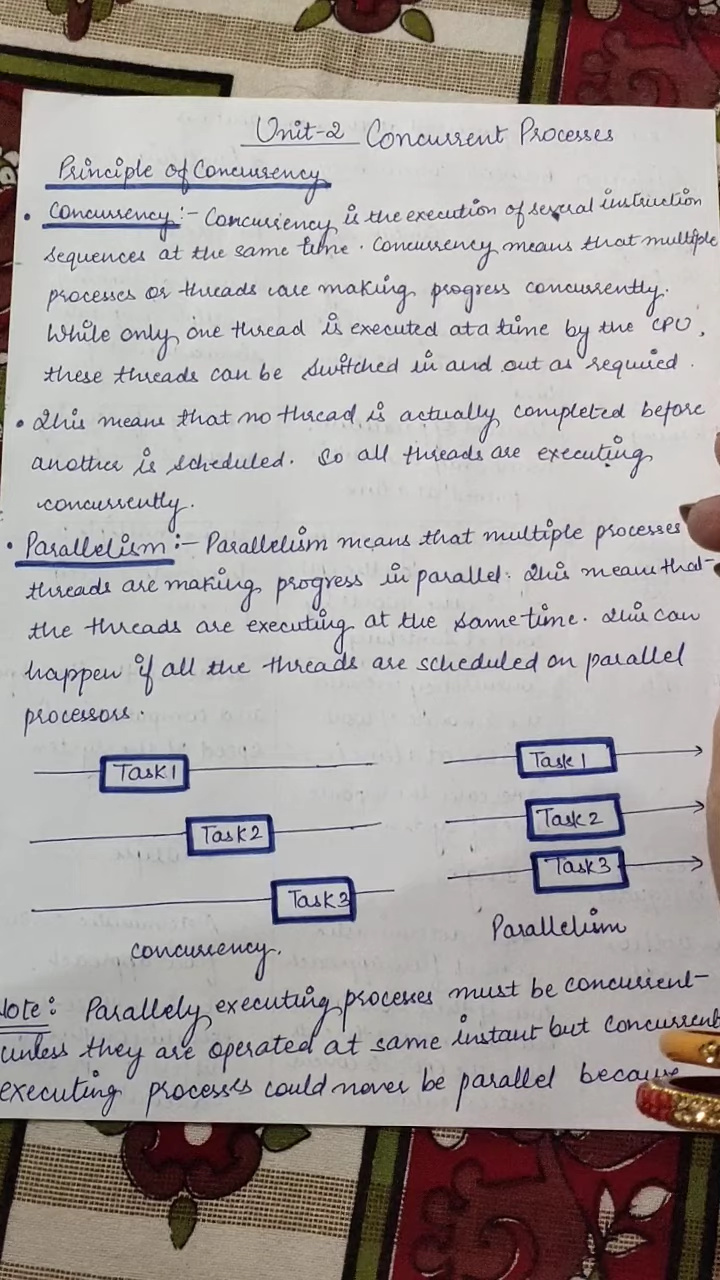 Unit-2 Concurrent Processes
Principle of Concurrency
• Concurrency :- Concurrency is the execution of several instruction
sequences at the same time. Concurrency means that multiple
processes or threads are making progress concurrently.
While only one thread is executed at a time by the CPU,
these threads can be switched in and out as required.
• This means that no thread is actually completed before
another is scheduled. So all threads are executing
concurrently.
• Parallelism :- Parallelism means that multiple processes
threads are making progress in parallel. This means that
the threads are executing at the same time. This can
happen if all the threads are scheduled on parallel
processors.
Task1
Task2
Task3
concurrency.
Task1
Task2
Task3
Parallelism
Note: Parallely executing processes must be concurrent
unless they are operated at same instant but concurrent
executing processes could never be parallel because